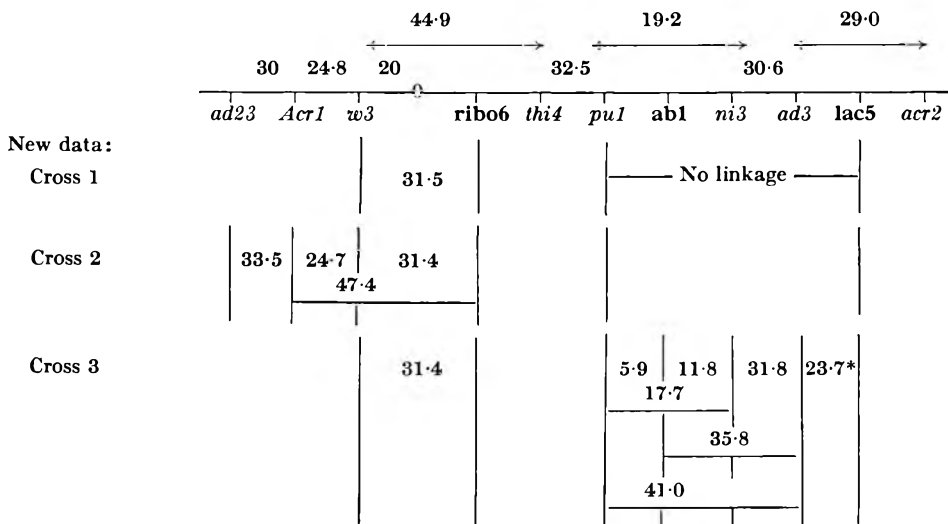 44·9 19·2 29·0
30 24·8 20 32·5 30·6
ad23 Acr1 w3 ribo6 thi4 pu1 ab1 ni3 ad3 lac5 acr2
New data:
Cross 1 31·5 No linkage
Cross 2 33·5 24·7 31·4
47·4
Cross 3 31·4 5·9 11·8 31·8 23·7*
17·7
35·8
41·0